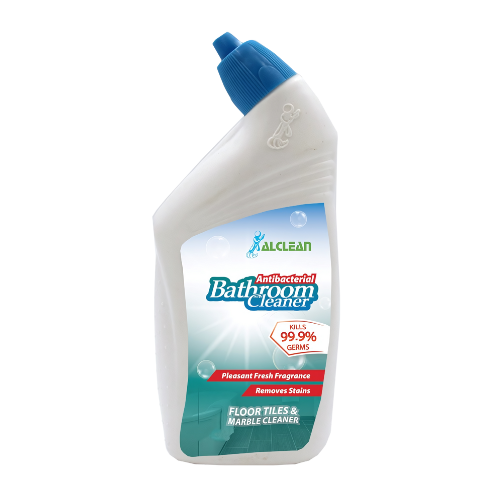 ALCLEAN
Antibacterial
Bathroom
Cleaner
KILLS
99.9%
GERMS
Pleasant Fresh Fragrance
Removes Stains
FLOOR TILES &
MARBLE CLEANER